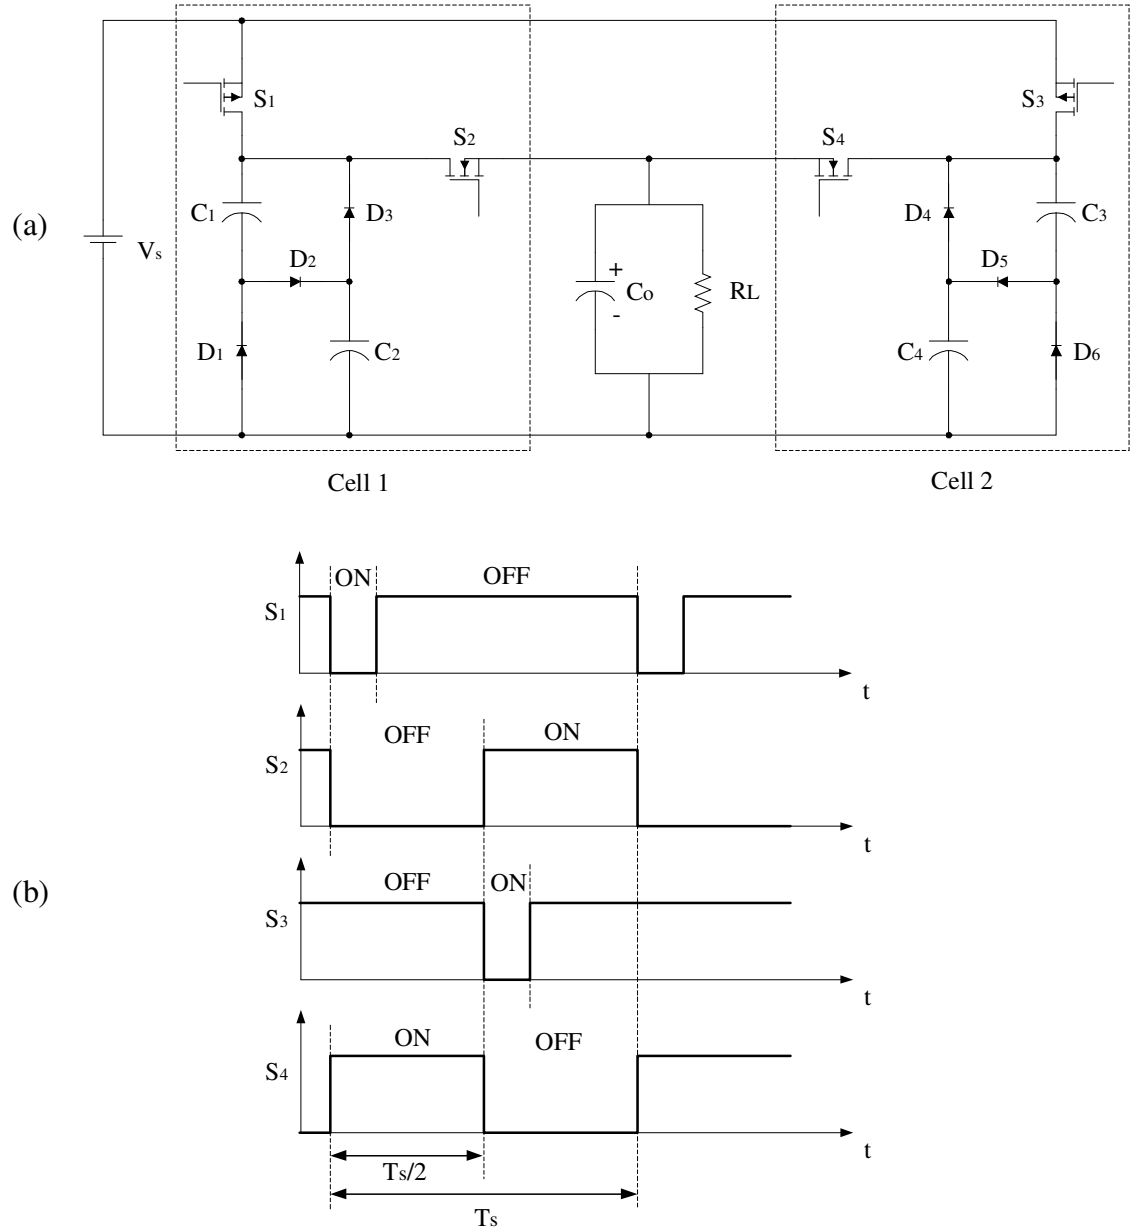 S1
S3
S2
S4
(a)
C1
D3
D4
C3
Vs
D2
D5
+
Co
-
RL
D1
C2
C4
D6
Cell 1
Cell 2
ON
OFF
S1
t
OFF
ON
S2
t
(b)
OFF
ON
S3
t
ON
OFF
S4
t
Ts/2
Ts